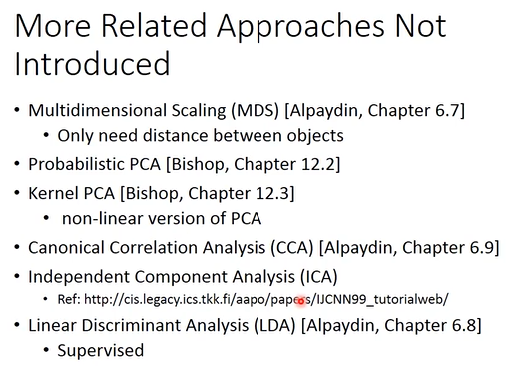 More Related Approaches Not
Introduced
• Multidimensional Scaling (MDS) [Alpaydin, Chapter 6.7]
• Only need distance between objects
• Probabilistic PCA [Bishop, Chapter 12.2]
• Kernel PCA [Bishop, Chapter 12.3]
• non-linear version of PCA
• Canonical Correlation Analysis (CCA) [Alpaydin, Chapter 6.9]
• Independent Component Analysis (ICA)
• Ref: http://cis.legacy.ics.tkk.fi/aapo/papers/IJCNN99_tutorialweb/
• Linear Discriminant Analysis (LDA) [Alpaydin, Chapter 6.8]
• Supervised